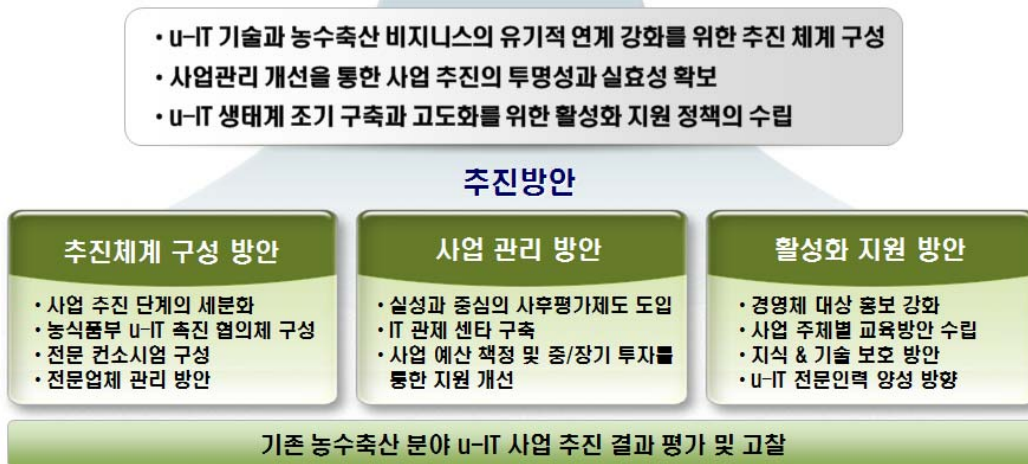 • u-IT 기술과 농수축산 비지니스의 유기적 연계 강화를 위한 추진 체계 구성
• 사업관리 개선을 통한 사업 추진의 투명성과 실효성 확보
• u-IT 생태계 조기 구축과 고도화를 위한 활성화 지원 정책의 수립
추진방안
추진체계 구성 방안
• 사업 추진 단계의 세분화
• 농식품부 u-IT 촉진 협의체 구성
• 전문 컨소시엄 구성
• 전문업체 관리 방안
사업 관리 방안
• 실성과 중심의 사후평가제도 도입
• IT 관제 센타 구축
• 사업 예산 책정 및 중/장기 투자를
통한 지원 개선
활성화 지원 방안
• 경영체 대상 홍보 강화
• 사업 주체별 교육방안 수립
• 지식 & 기술 보호 방안
• u-IT 전문인력 양성 방향
기존 농수축산 분야 u-IT 사업 추진 결과 평가 및 고찰